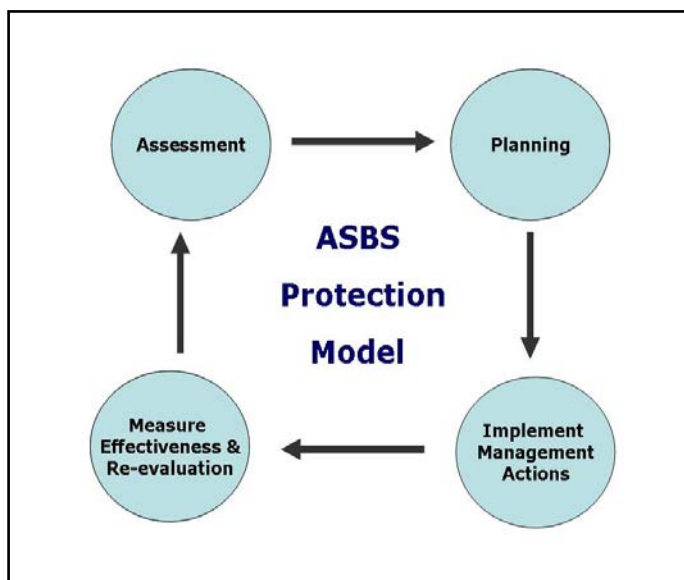 Assessment
Planning
ASBS
Protection
Model
Measure
Effectiveness &
Re-evaluation
Implement
Management
Actions